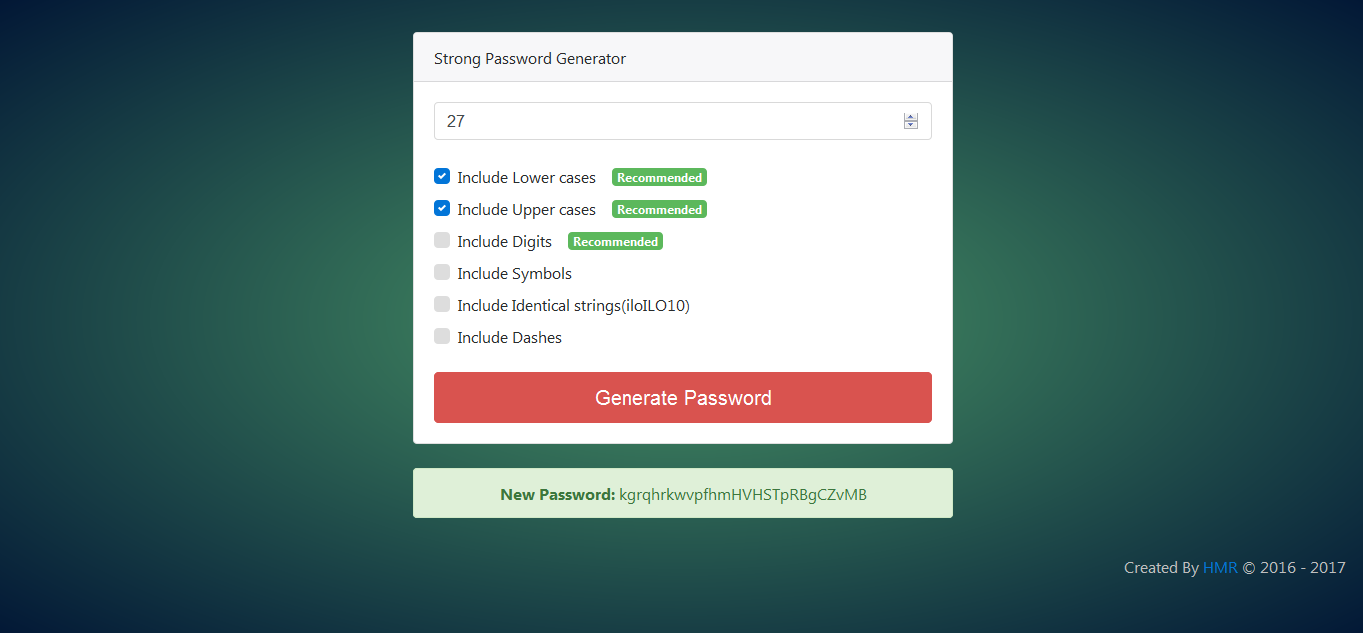 Strong Password Generator
27
Include Lower cases Recommended
Include Upper cases Recommended
Include Digits Recommended
Include Symbols
Include Identical strings(iloILO10)
Include Dashes
Generate Password
New Password: kgrqhrkwvpfhmHVHSTpRBgCZvMB
Created By HMR © 2016 - 2017